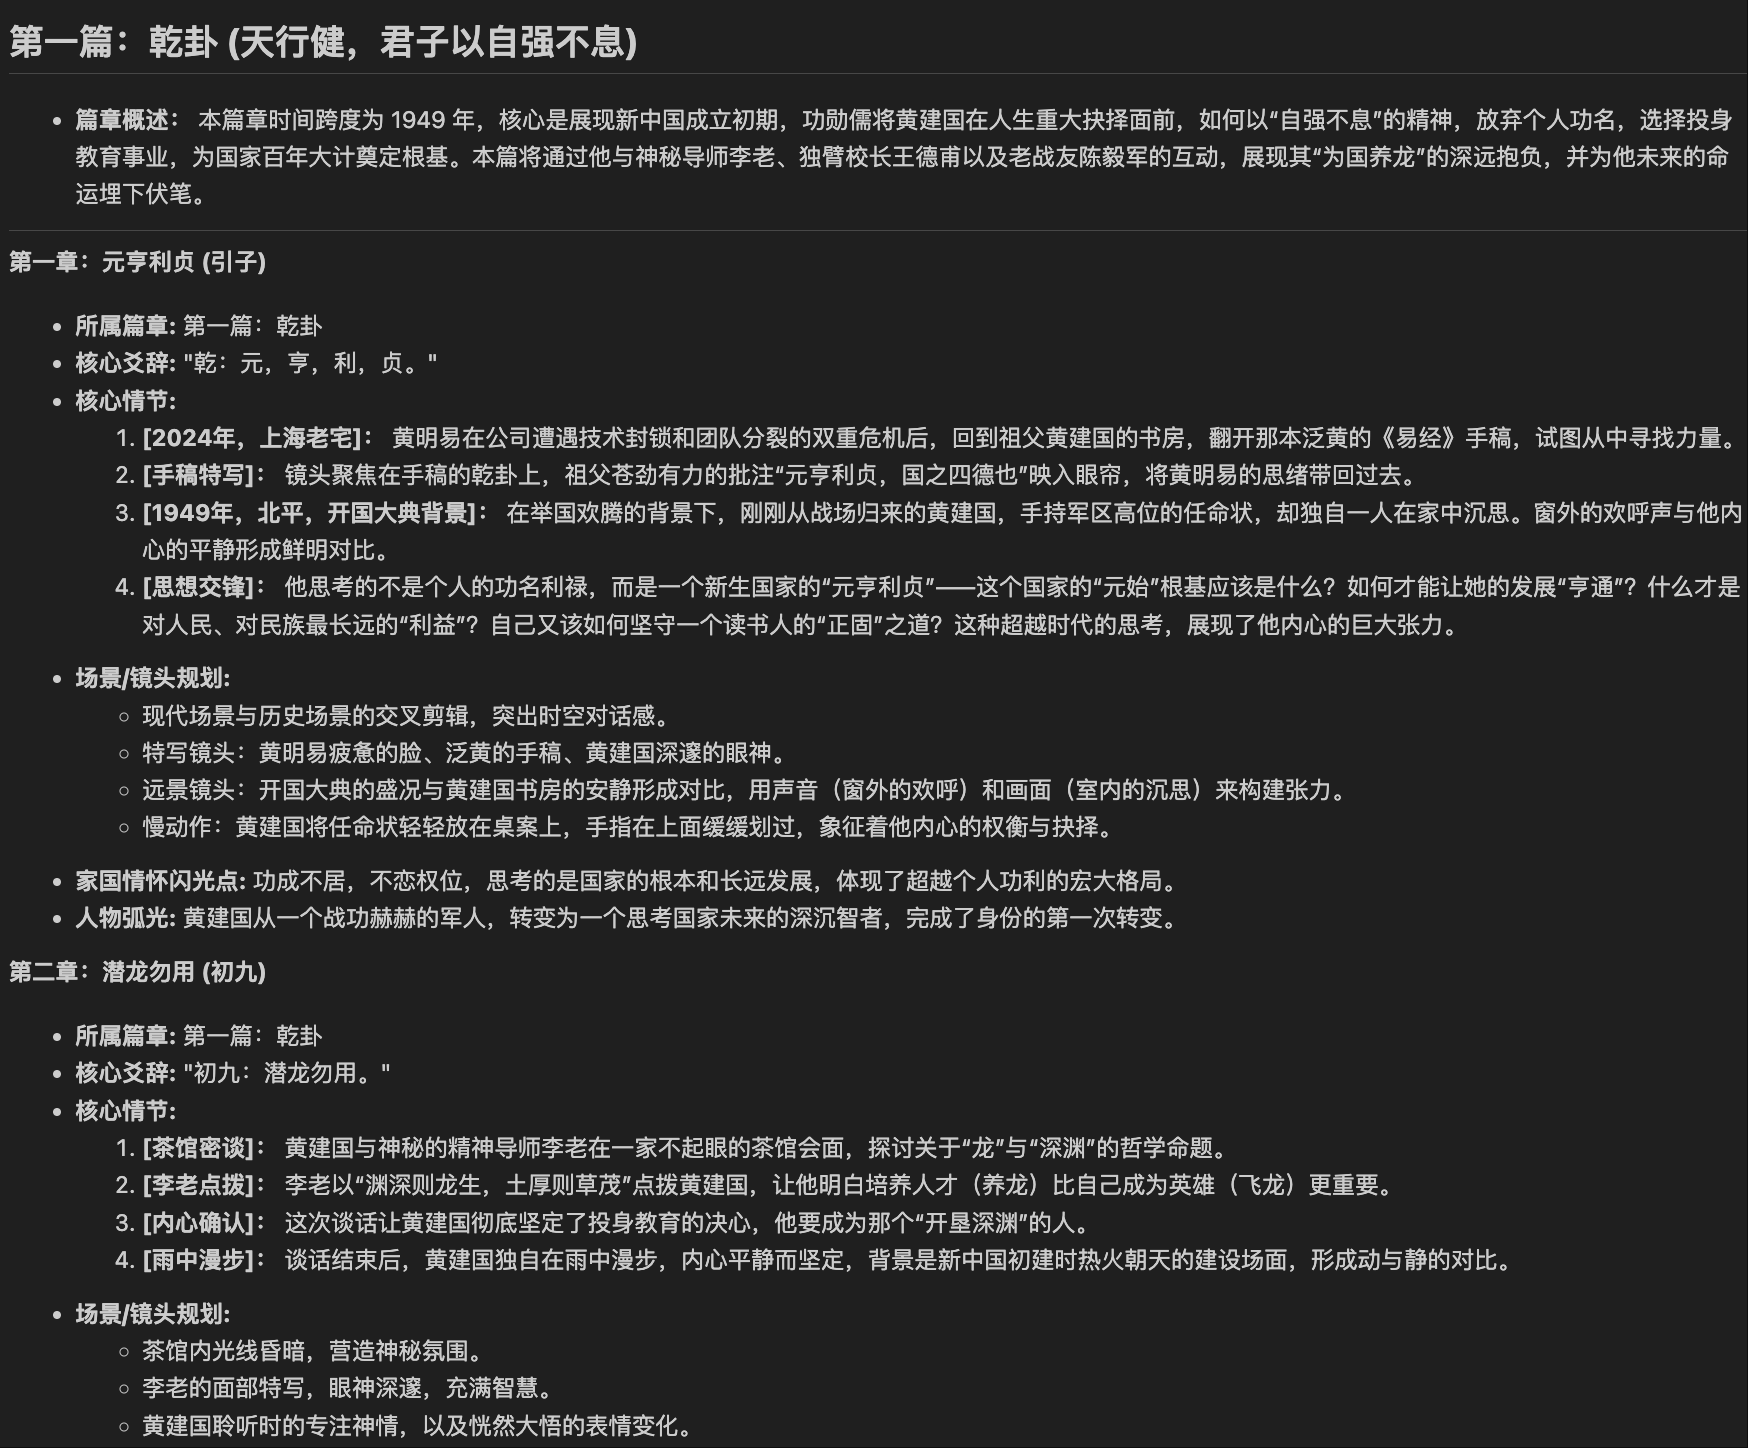 第一篇：乾卦 (天行健，君子以自强不息)
• 篇章概述： 本篇章时间跨度为 1949 年，核心是展现新中国成立初期，功勋儒将黄建国在人生重大抉择面前，如何以“自强不息”的精神，放弃个人功名，选择投身
教育事业，为国家百年大计奠定根基。本篇将通过他与神秘导师李老、独臂校长王德甫以及老战友陈毅军的互动，展现其“为国养龙”的深远抱负，并为他未来的命
运埋下伏笔。
第一章：元亨利贞 (引子)
• 所属篇章: 第一篇：乾卦
• 核心爻辞: "乾：元，亨，利，贞。"
• 核心情节:
1. [2024年，上海老宅]： 黄明易在公司遭遇技术封锁和团队分裂的双重危机后，回到祖父黄建国的书房，翻开那本泛黄的《易经》手稿，试图从中寻找力量。
2. [手稿特写]： 镜头聚焦在手稿的乾卦上，祖父苍劲有力的批注“元亨利贞，国之四德也”映入眼帘，将黄明易的思绪带回过去。
3. [1949年，北平，开国大典背景]： 在举国欢腾的背景下，刚刚从战场归来的黄建国，手持军区高位的任命状，却独自一人在家中沉思。窗外的欢呼声与他内
心的平静形成鲜明对比。
4. [思想交锋]： 他思考的不是个人的功名利禄，而是一个新生国家的“元亨利贞”——这个国家的“元始”根基应该是什么？如何才能让她的发展“亨通”？什么才是
对人民、对民族最长远的“利益”？自己又该如何坚守一个读书人的“正固”之道？这种超越时代的思考，展现了他内心的巨大张力。
• 场景/镜头规划:
◦ 现代场景与历史场景的交叉剪辑，突出时空对话感。
◦ 特写镜头：黄明易疲惫的脸、泛黄的手稿、黄建国深邃的眼神。
◦ 远景镜头：开国大典的盛况与黄建国书房的安静形成对比，用声音（窗外的欢呼）和画面（室内的沉思）来构建张力。
◦ 慢动作：黄建国将任命状轻轻放在桌案上，手指在上面缓缓划过，象征着他内心的权衡与抉择。
• 家国情怀闪光点: 功成不居，不恋权位，思考的是国家的根本和长远发展，体现了超越个人功利的宏大格局。
• 人物弧光: 黄建国从一个战功赫赫的军人，转变为一个思考国家未来的深沉智者，完成了身份的第一次转变。
第二章：潜龙勿用 (初九)
• 所属篇章: 第一篇：乾卦
• 核心爻辞: "初九：潜龙勿用。"
• 核心情节:
1. [茶馆密谈]： 黄建国与神秘的精神导师李老在一家不起眼的茶馆会面，探讨关于“龙”与“深渊”的哲学命题。
2. [李老点拨]： 李老以“渊深则龙生，土厚则草茂”点拨黄建国，让他明白培养人才（养龙）比自己成为英雄（飞龙）更重要。
3. [内心确认]： 这次谈话让黄建国彻底坚定了投身教育的决心，他要成为那个“开垦深渊”的人。
4. [雨中漫步]： 谈话结束后，黄建国独自在雨中漫步，内心平静而坚定，背景是新中国初建时热火朝天的建设场面，形成动与静的对比。
• 场景/镜头规划:
◦ 茶馆内光线昏暗，营造神秘氛围。
◦ 李老的面部特写，眼神深邃，充满智慧。
◦ 黄建国聆听时的专注神情，以及恍然大悟的表情变化。